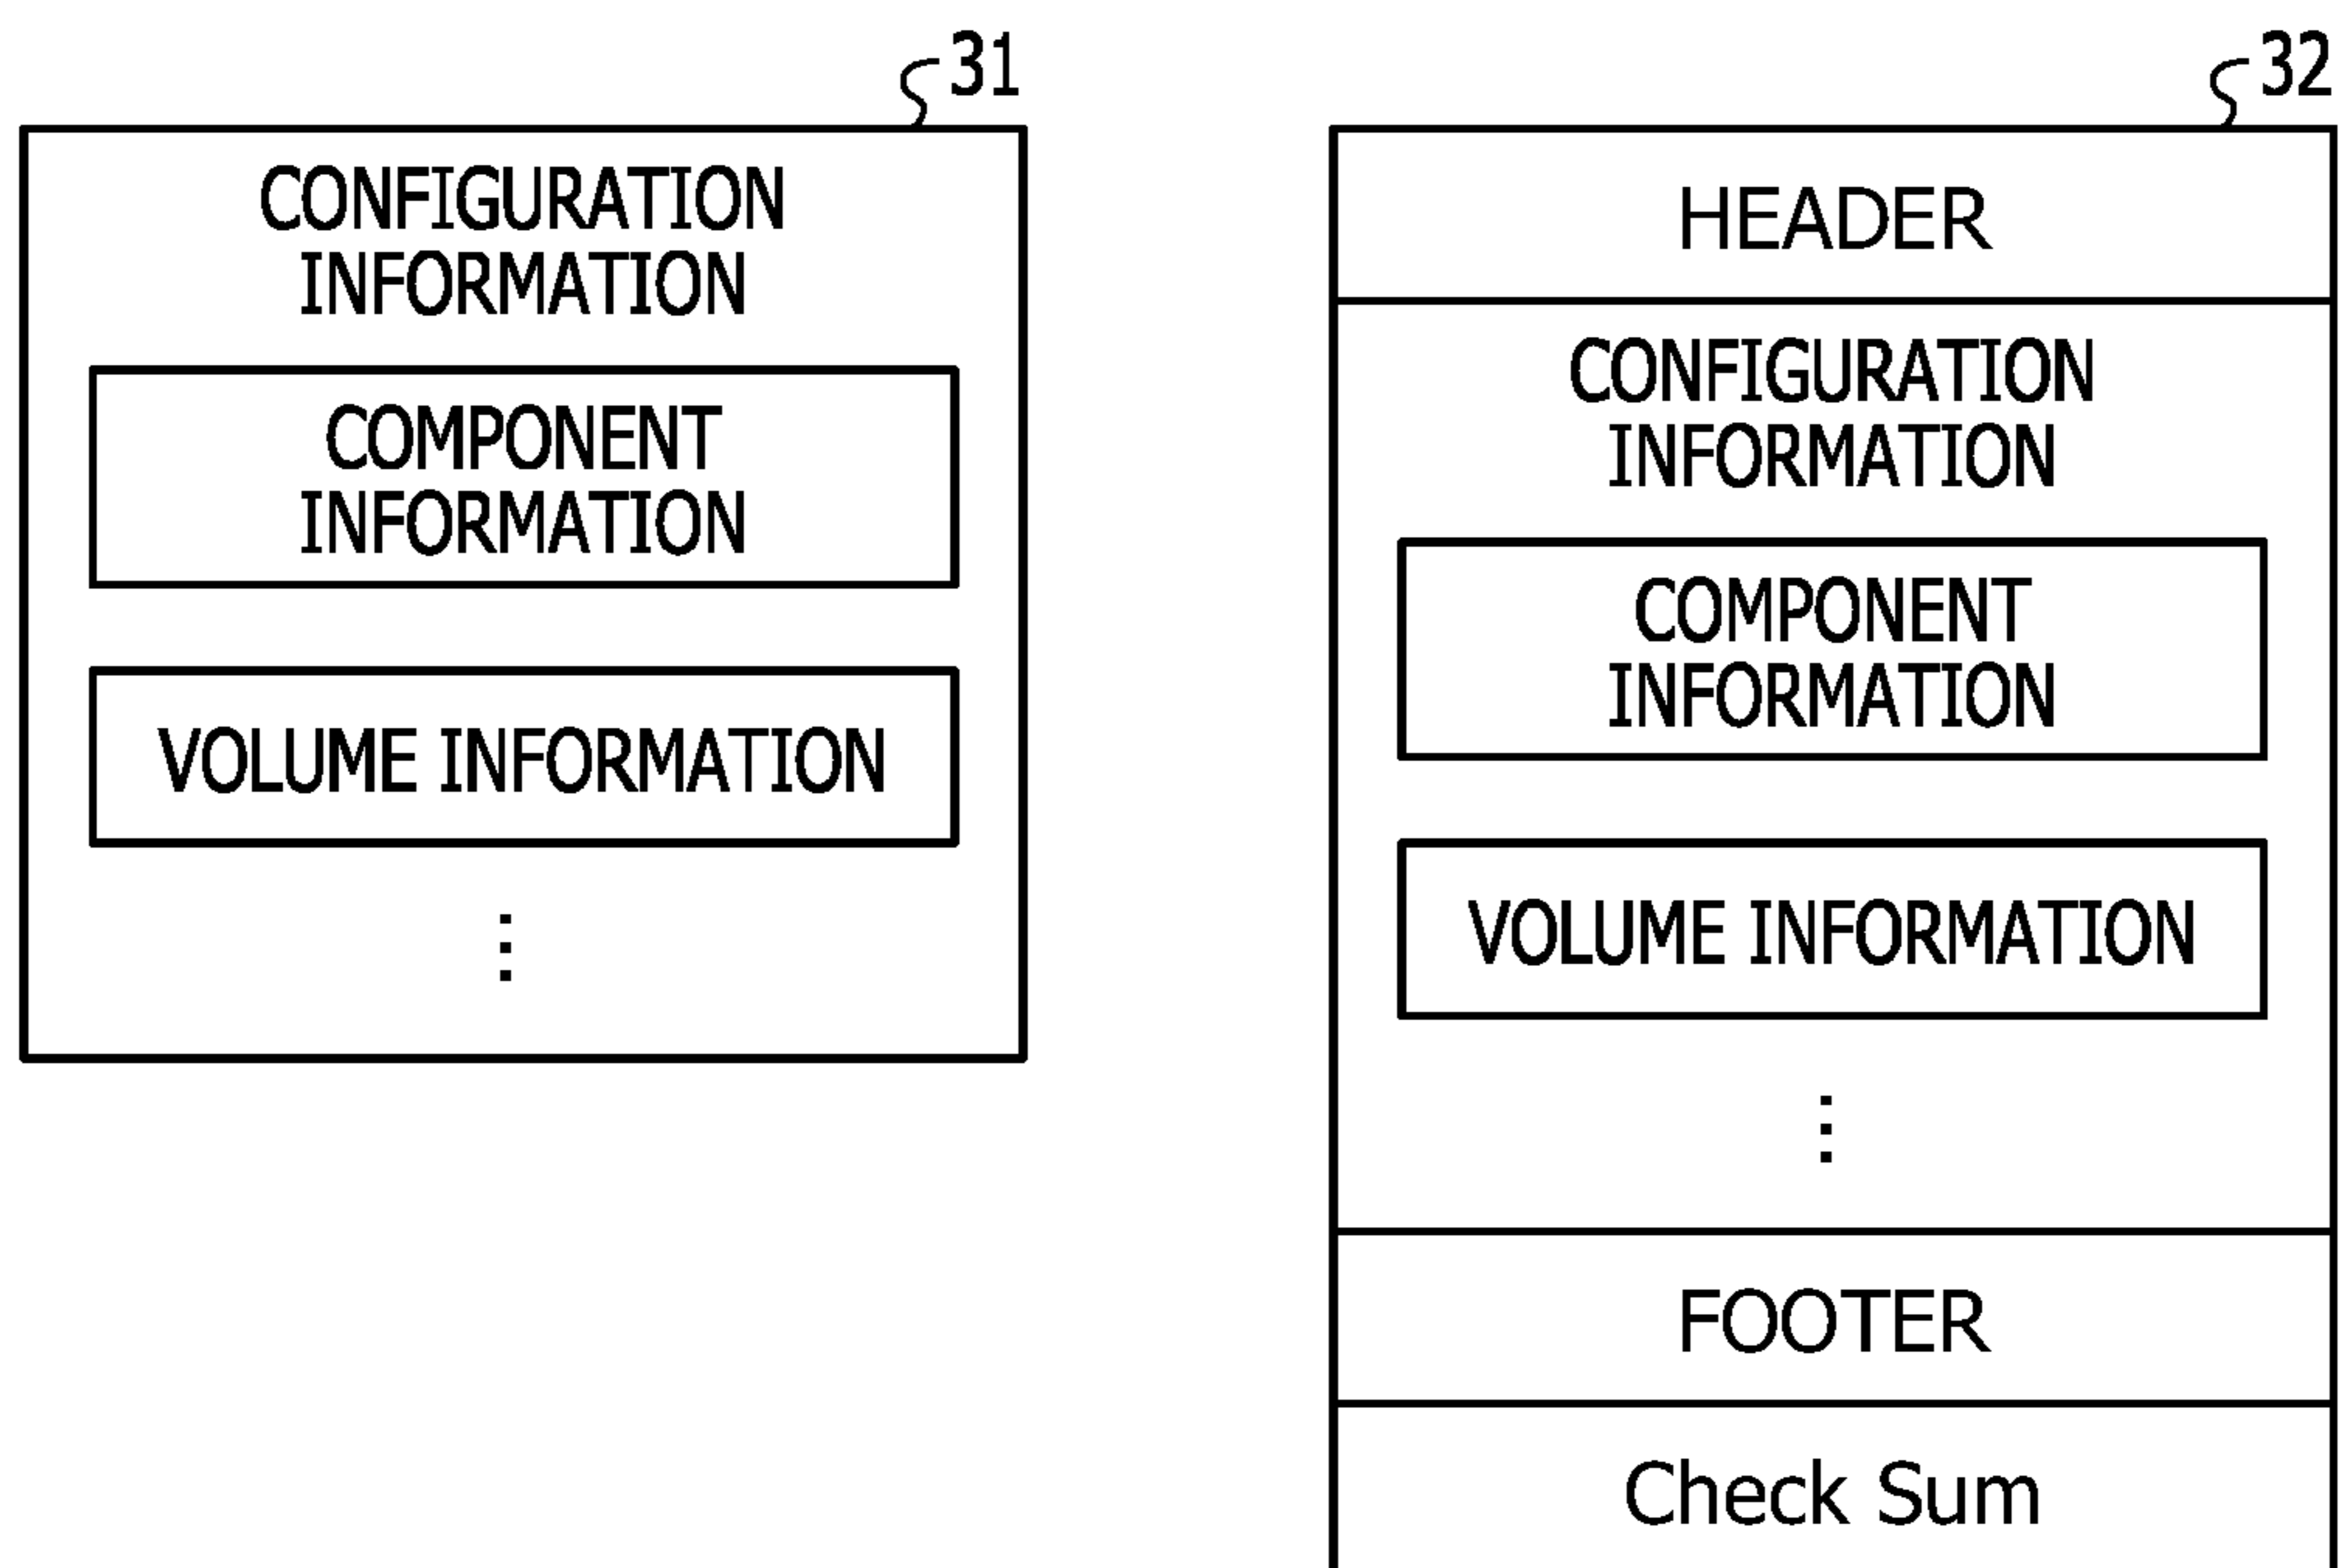 31
CONFIGURATION
INFORMATION
COMPONENT
INFORMATION
VOLUME INFORMATION
32
HEADER
CONFIGURATION
INFORMATION
COMPONENT
INFORMATION
VOLUME INFORMATION
FOOTER
Check Sum